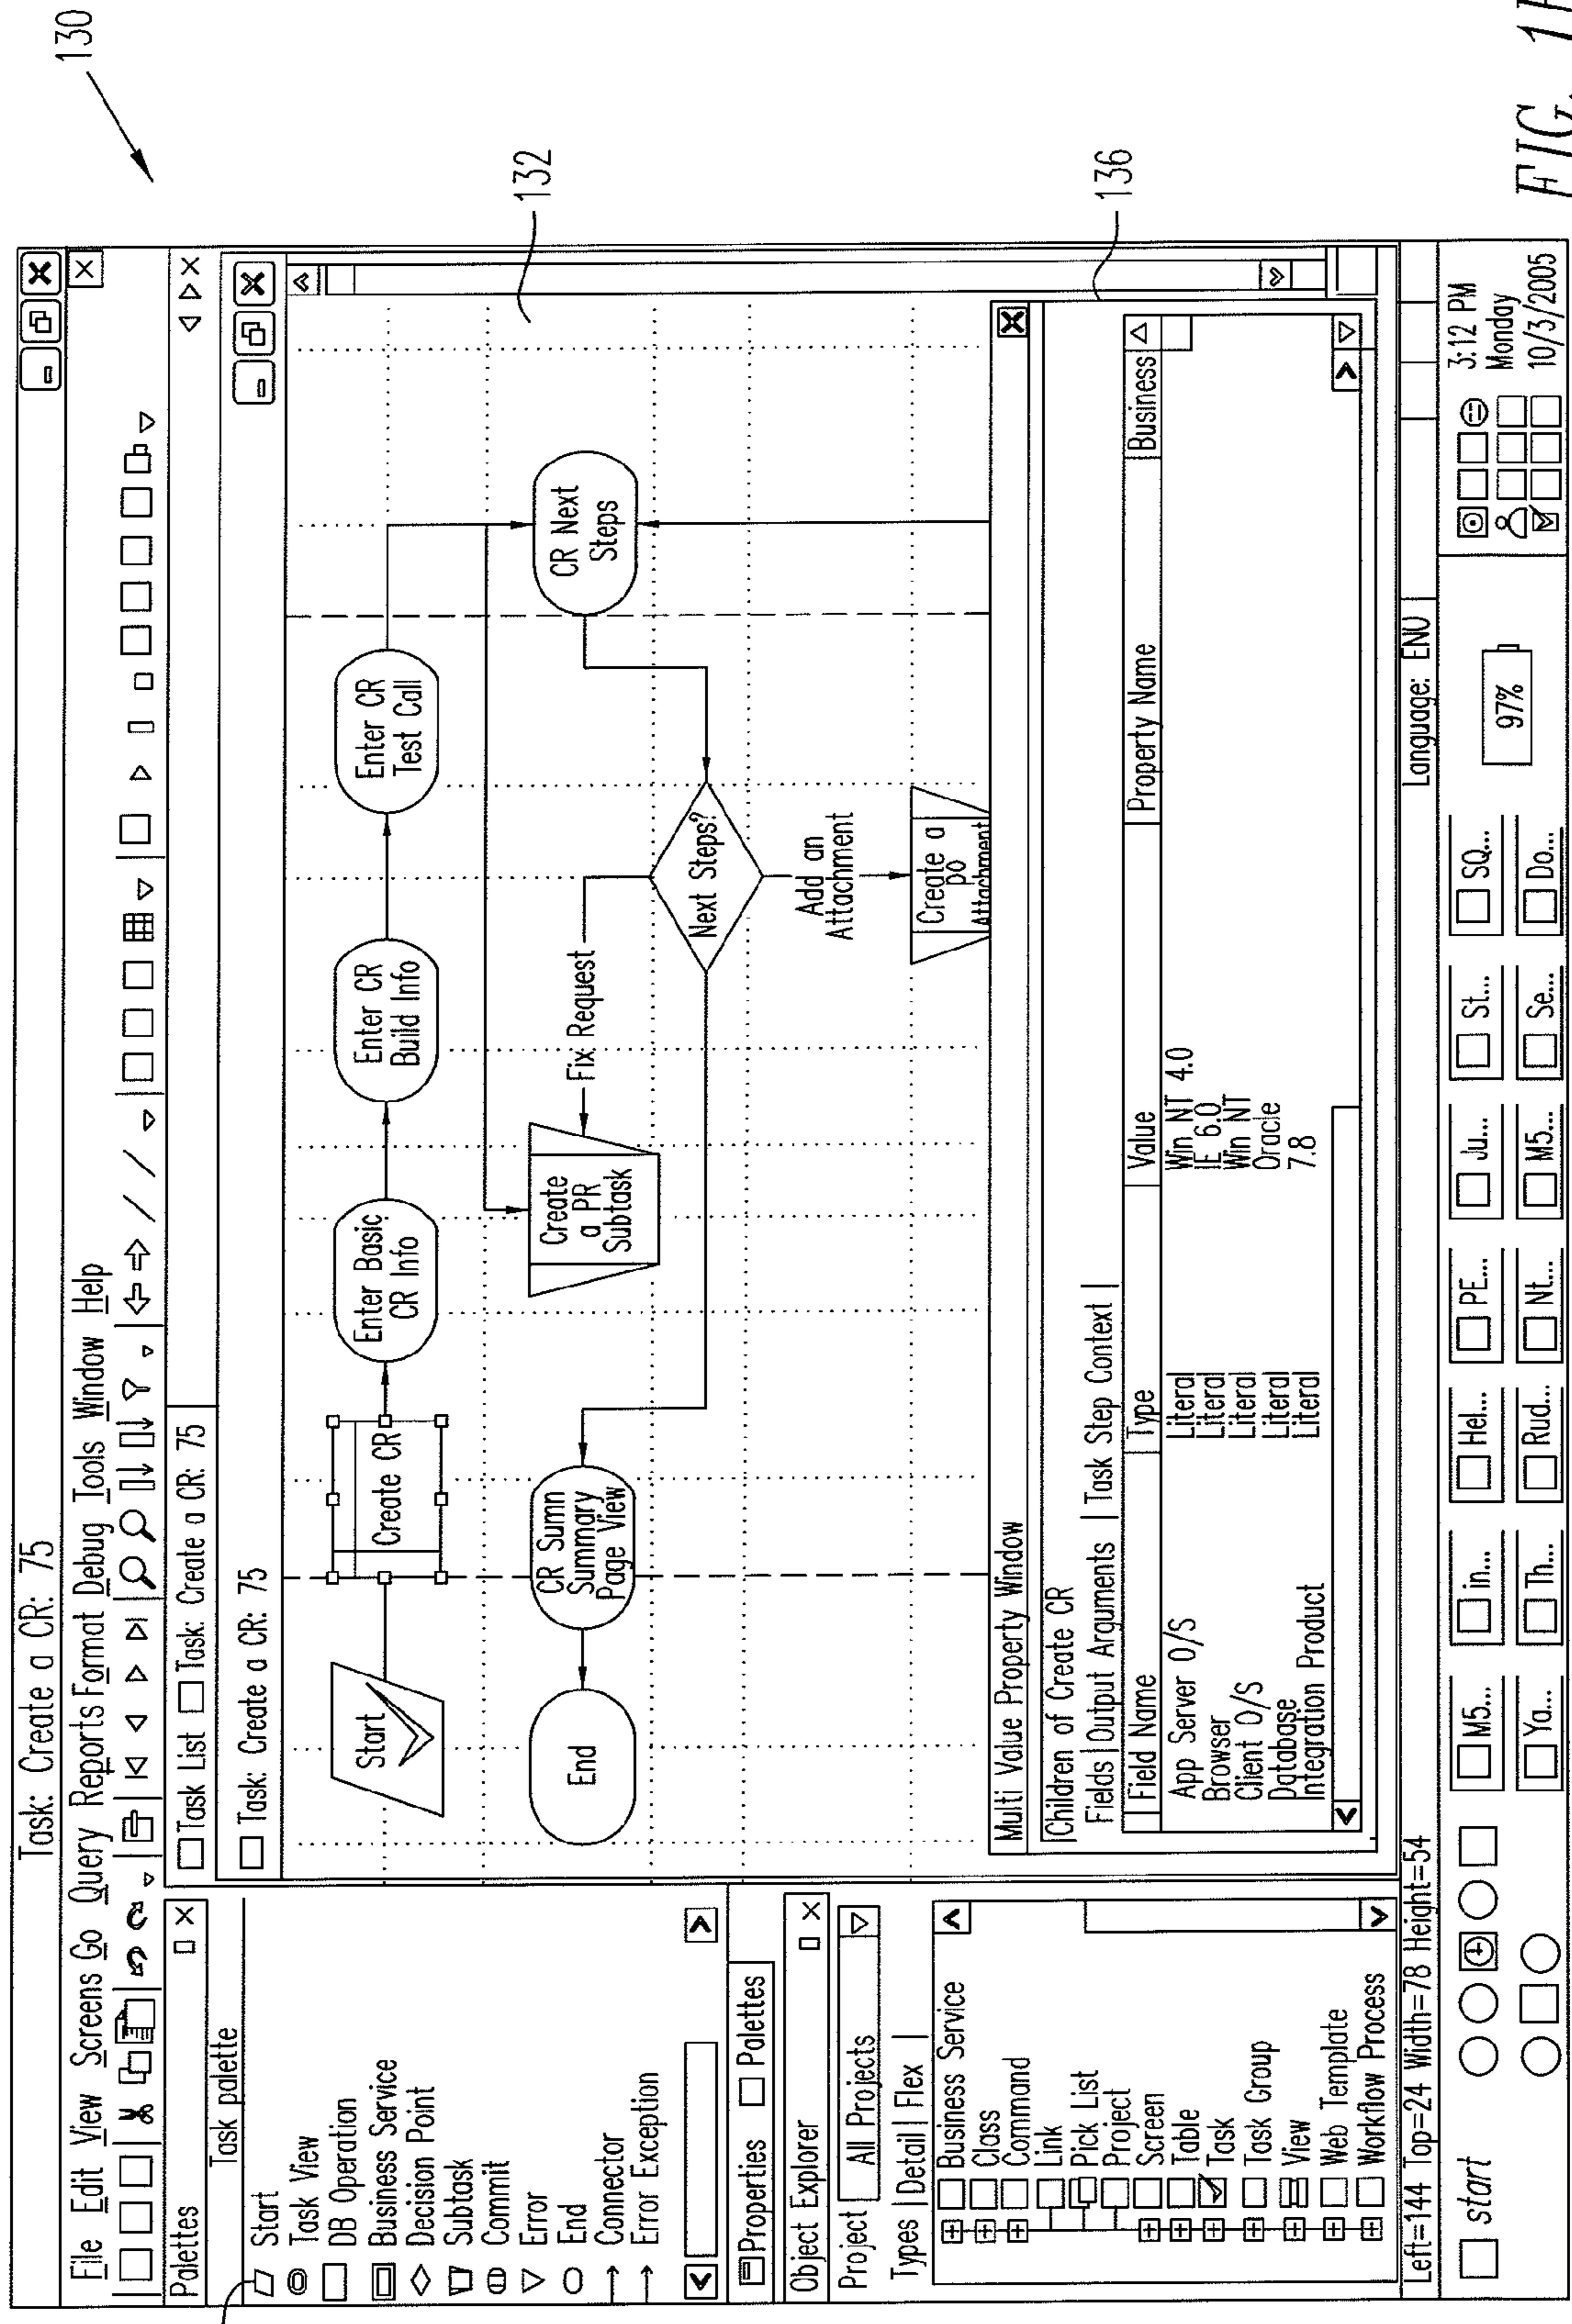 130
Task: Create a CR: 75
File Edit View Screens Go Query Reports Format Debug Tools Window Help
Palettes
Task palette
Start
Task View
DB Operation
Business Service
Decision Point
Subtask
Commit
Error
End
Connector
Error Exception
Properties Palettes
Object Explorer
Project All Projects
Types | Detail | Flex |
Business Service
Class
Command
Link
Pick List
Project
Screen
Table
Task
Task Group
View
Web Template
Workflow Process
Task List Task: Create a CR: 75
Task: Create a CR: 75
Start
Create CR
Enter Basic
CR Info
Enter CR
Build Info
Enter CR
Test Call
End
CR Sumn
Summary
Page View
Create
a PR
Subtask
Fix Request
CR Next
Steps
Next Steps?
Add an
Attachment
Create a
po
Attachment
132
Multi Value Property Window
Children of Create CR
Fields | Output Arguments | Task Step Context |
Field Name Type Value Property Name Business
App Server O/S Literal Win NT 4.0
Browser Literal IE 6.0
Client O/S Literal Win NT
Database Literal Oracle
Integration Product Literal 7.8
136
Left=144 Top=24 Width=78 Height=54 Language: ENU
start
M5... in... Hel... PE... Ju... St... SQ...
Ya... Th... Rud... Nt... M5... Se... Do...
97%
3:12 PM
Monday
10/3/2005
FIG.